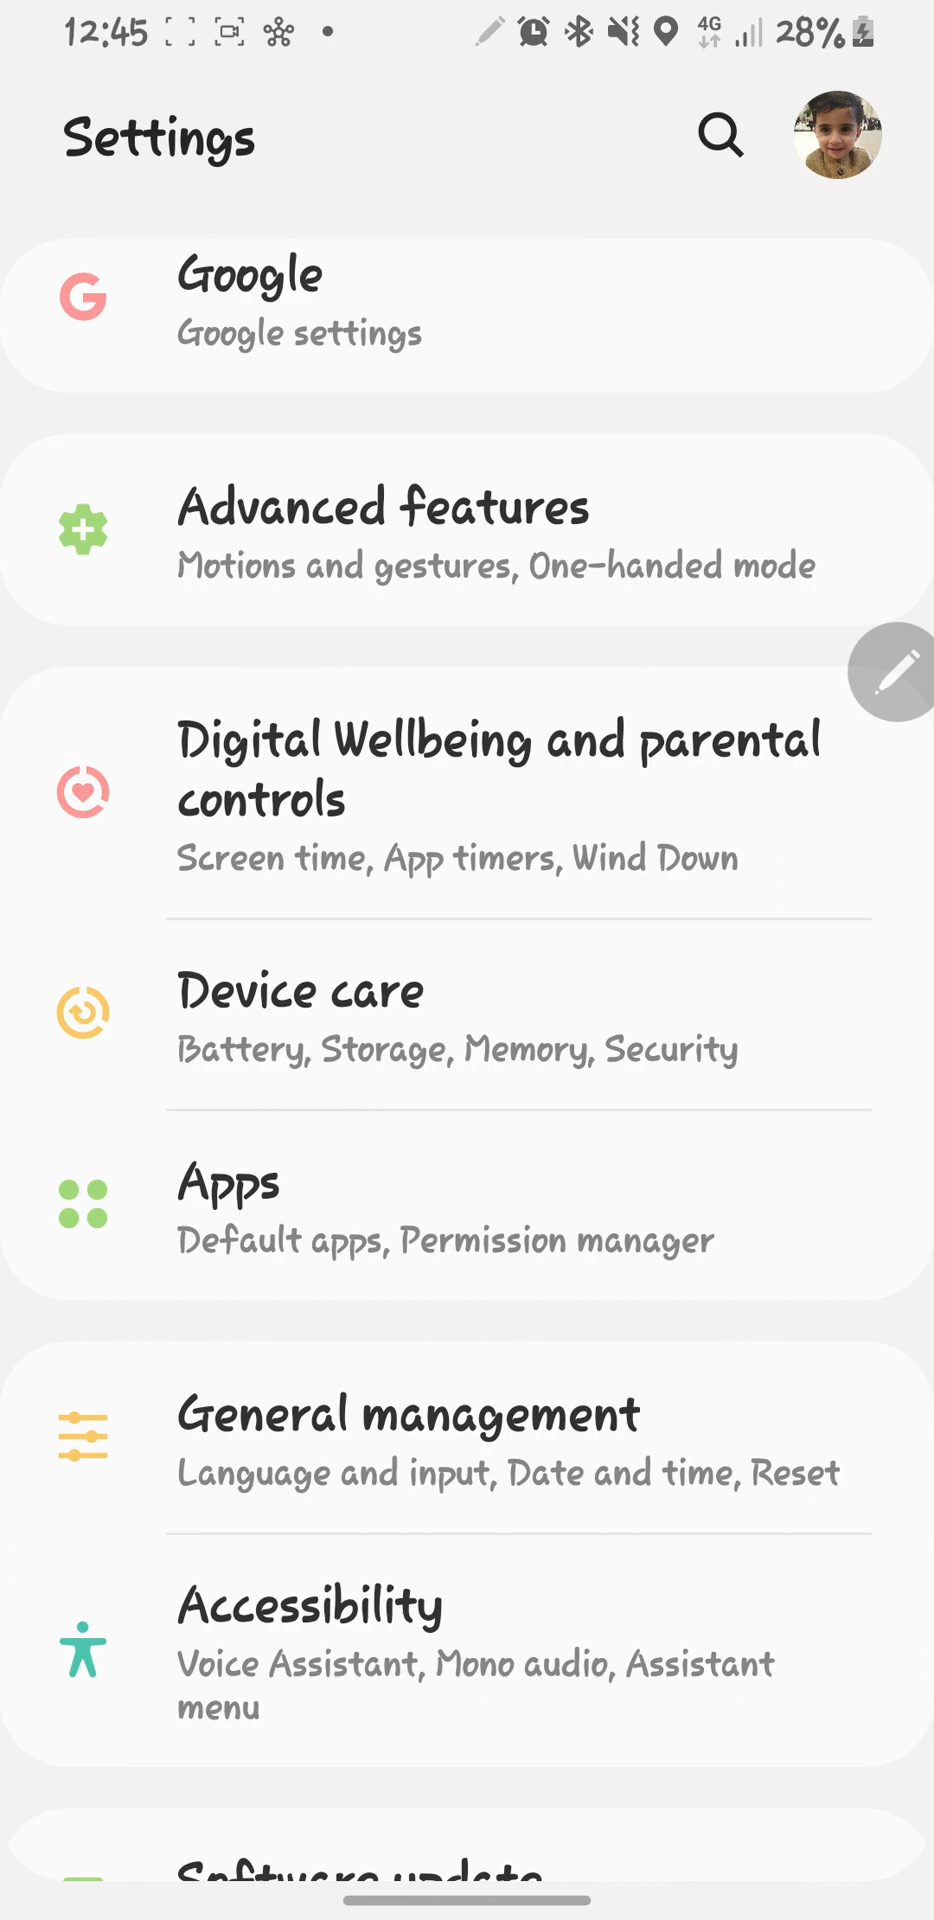 12:45 4G 28%
Settings
Google
Google settings
Advanced features
Motions and gestures, One-handed mode
Digital Wellbeing and parental
controls
Screen time, App timers, Wind Down
Device care
Battery, Storage, Memory, Security
Apps
Default apps, Permission manager
General management
Language and input, Date and time, Reset
Accessibility
Voice Assistant, Mono audio, Assistant
menu
Software update